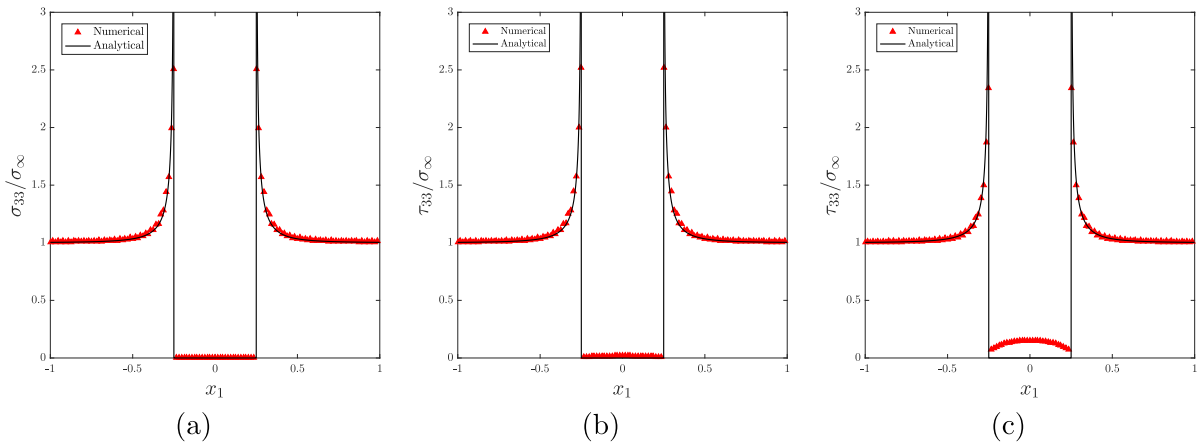 3
2.5
2
1.5
1
0.5
0
-1
-0.5
0
0.5
1
σ₃₃/σ∞
x₁
Numerical
Analytical
(a)
3
2.5
2
1.5
1
0.5
0
-1
-0.5
0
0.5
1
τ₃₃/σ∞
x₁
Numerical
Analytical
(b)
3
2.5
2
1.5
1
0.5
0
-1
-0.5
0
0.5
1
τ₃₃/σ∞
x₁
Numerical
Analytical
(c)